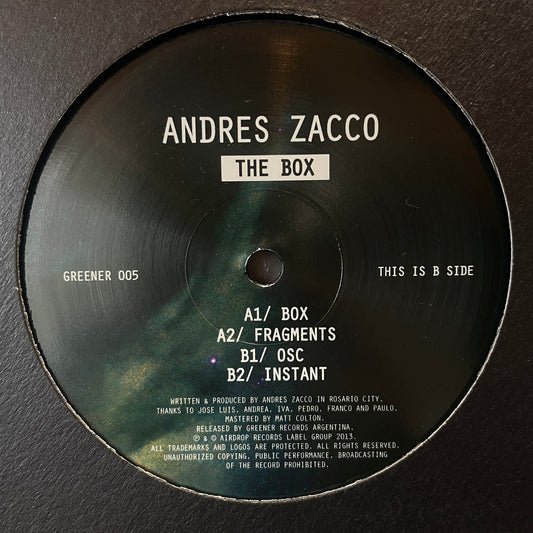 ANDRES ZACCO
THE BOX
GREENER 005
THIS IS B SIDE
A1/ BOX
A2/ FRAGMENTS
B1/ OSC
B2/ INSTANT
WRITTEN & PRODUCED BY ANDRES ZACCO IN ROSARIO CITY.
THANKS TO JOSE LUIS, ANDREA, IVA, PEDRO, FRANCO AND PAULO.
MASTERED BY MATT COLTON.
RELEASED BY GREENER RECORDS ARGENTINA.
℗ & © AIRDROP RECORDS LABEL GROUP 2013.
ALL TRADEMARKS AND LOGOS ARE PROTECTED. ALL RIGHTS RESERVED.
UNAUTHORIZED COPYING, PUBLIC PERFORMANCE, BROADCASTING
OF THE RECORD PROHIBITED.